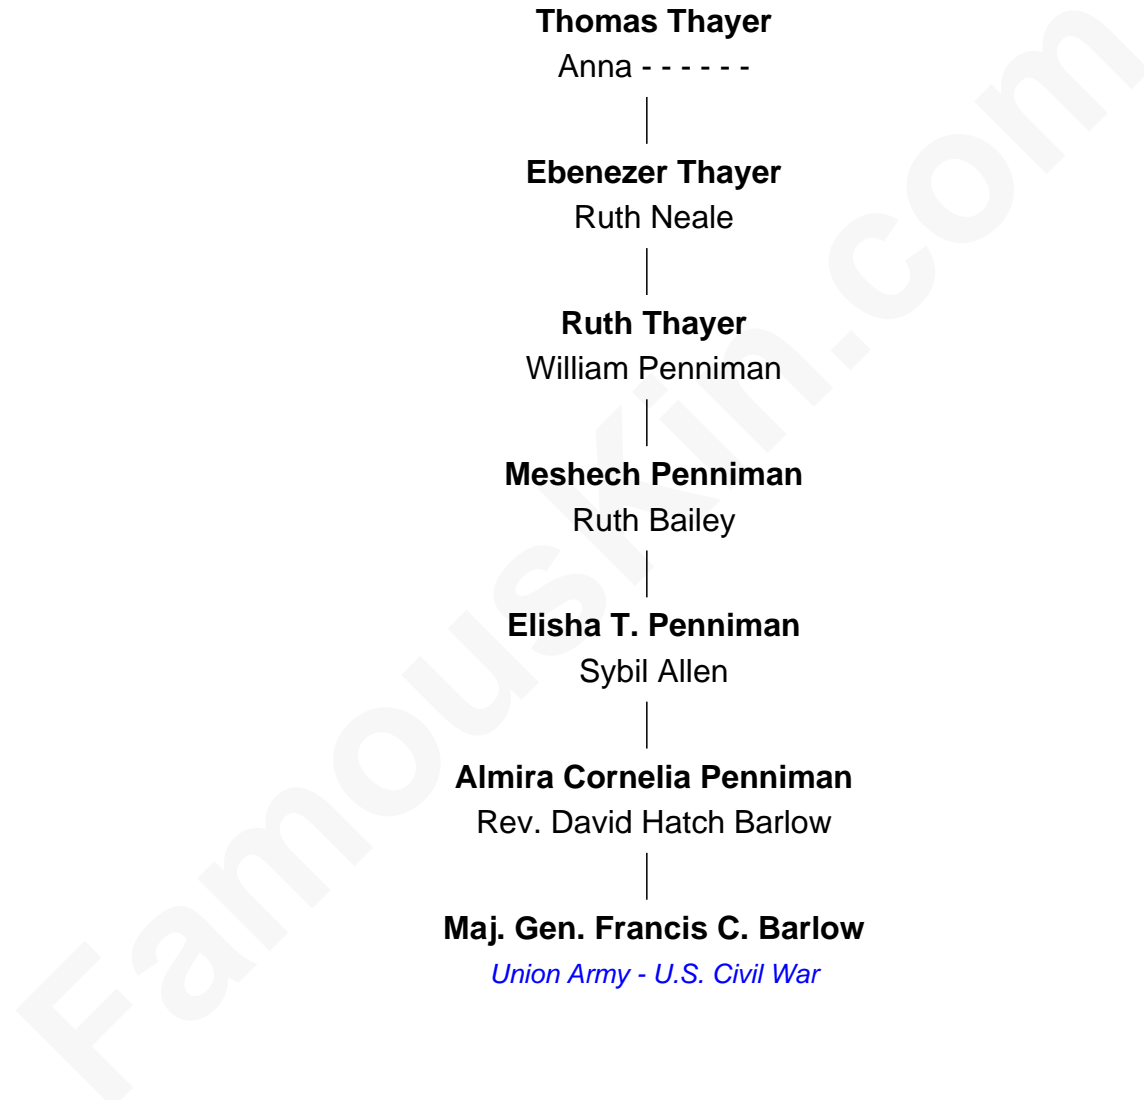 Thomas Thayer
Anna - - - - - -
Ebenezer Thayer
Ruth Neale
Ruth Thayer
William Penniman
Meshech Penniman
Ruth Bailey
Elisha T. Penniman
Sybil Allen
Almira Cornelia Penniman
Rev. David Hatch Barlow
Maj. Gen. Francis C. Barlow
Union Army - U.S. Civil War
FamousKin.com